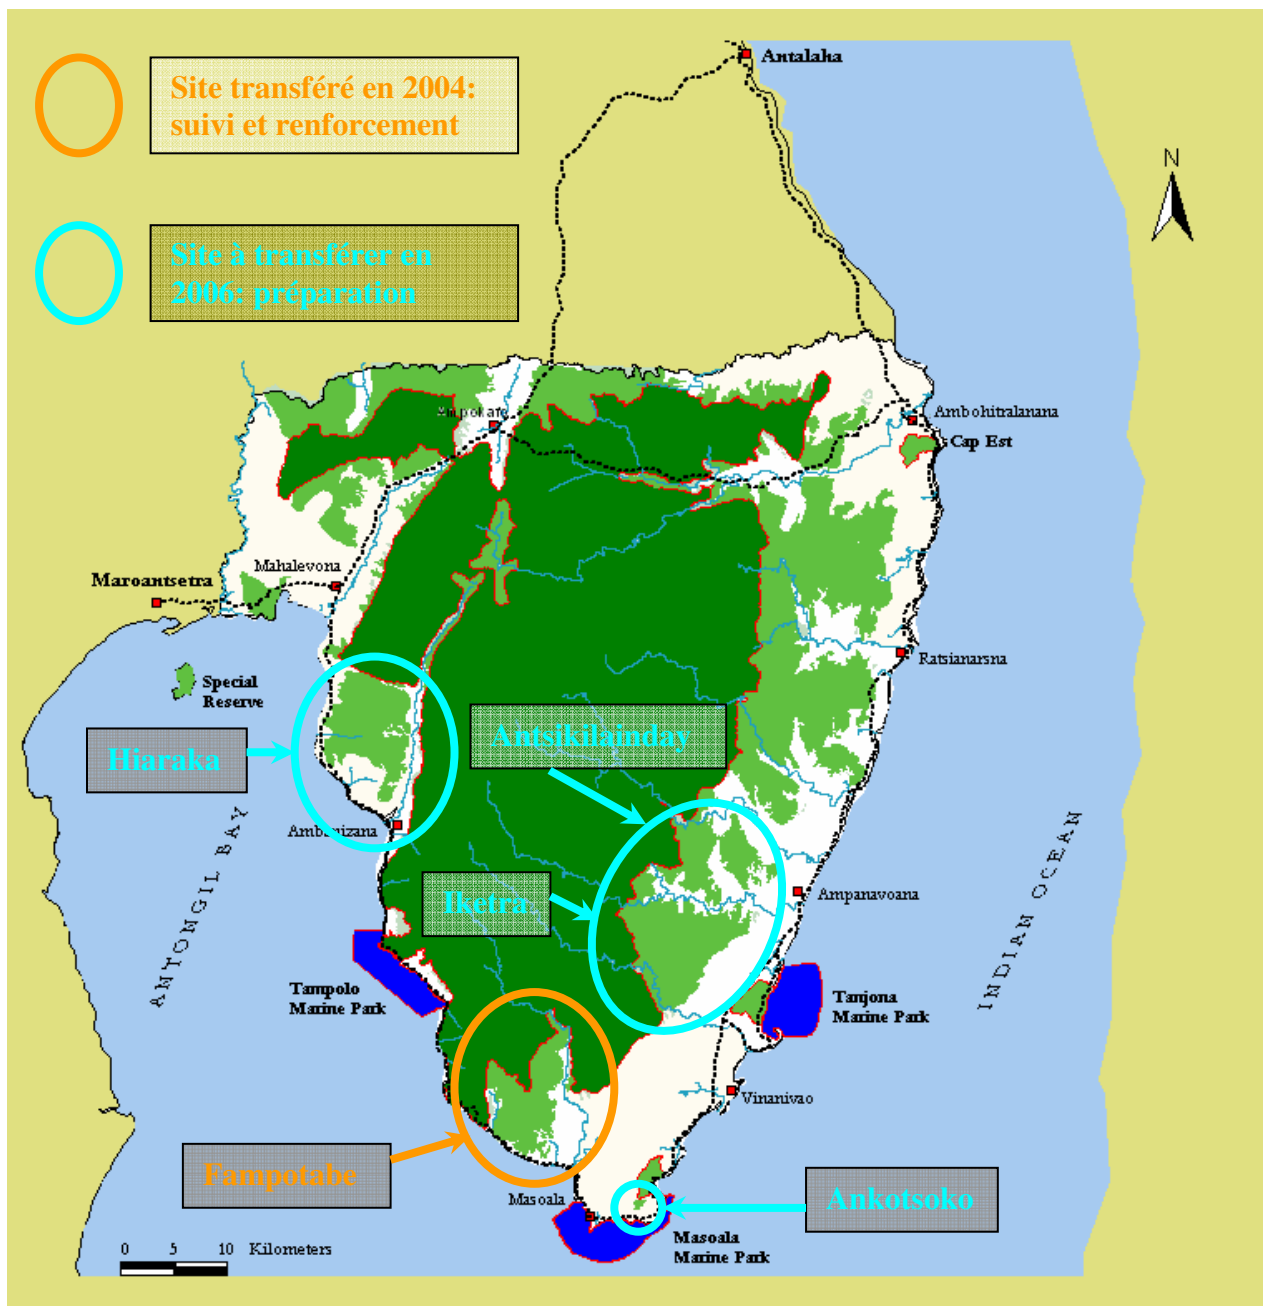 Antalaha
Site transféré en 2004:
suivi et renforcement
N
Site à transférer en
2006: préparation
Ambohitralanana
Cap Est
Mahalevona
Maroantsetra
Ratsianarsna
Special
Reserve
Antsikilainday
Hiaraka
ANTONGIL BAY
INDIAN OCEAN
Iketra
Ampanavoana
Tampolo
Marine Park
Tanjona
Marine Park
Vinanivao
Fampotabe
Masoala
Ankotsoko
Masoala
Marine Park
0 5 10 Kilometers